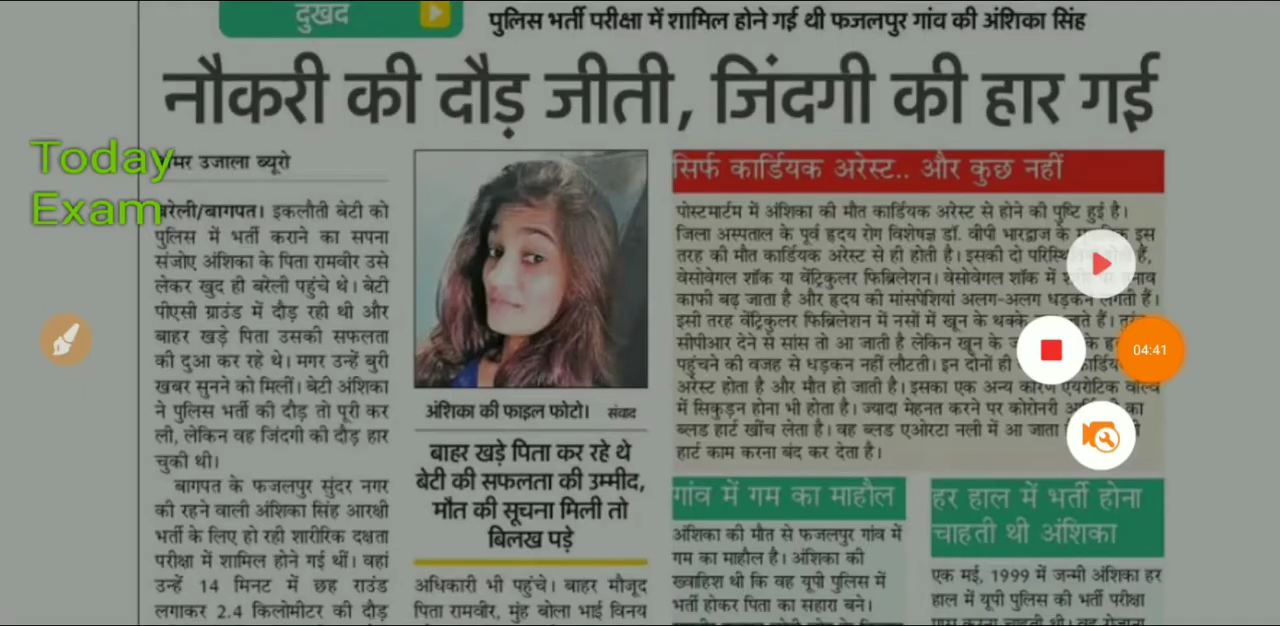 दुखद
पुलिस भर्ती परीक्षा में शामिल होने गई थी फजलपुर गांव की अंशिका सिंह
नौकरी की दौड़ जीती, जिंदगी की हार गई
Today
Exam
अमर उजाला ब्यूरो
बरेली/बागपत। इकलौती बेटी को
पुलिस में भर्ती कराने का सपना
संजोए अंशिका के पिता रामवीर उसे
लेकर खुद ही बरेली पहुंचे थे। बेटी
पीएसी ग्राउंड में दौड़ रही थी और
बाहर खड़े पिता उसकी सफलता
की दुआ कर रहे थे। मगर उन्हें बुरी
खबर सुनने को मिलीं। बेटी अंशिका
ने पुलिस भर्ती की दौड़ तो पूरी कर
ली, लेकिन वह जिंदगी की दौड़ हार
चुकी थी।
बागपत के फजलपुर सुंदर नगर
की रहने वाली अंशिका सिंह आरक्षी
भर्ती के लिए हो रही शारीरिक दक्षता
परीक्षा में शामिल होने गई थीं। वहां
उन्हें 14 मिनट में छह राउंड
लगाकर 2.4 किलोमीटर की दौड़
अंशिका की फाइल फोटो। संवाद
बाहर खड़े पिता कर रहे थे
बेटी की सफलता की उम्मीद,
मौत की सूचना मिली तो
बिलख पड़े
अधिकारी भी पहुंचे। बाहर मौजूद
पिता रामवीर, मुंह बोला भाई विनय
सिर्फ कार्डियक अरेस्ट.. और कुछ नहीं
पोस्टमार्टम में अंशिका की मौत कार्डियक अरेस्ट से होने की पुष्टि हुई है।
जिला अस्पताल के पूर्व हृदय रोग विशेषज्ञ डॉ. वीपी भारद्वाज के इस
तरह की मौत कार्डियक अरेस्ट से ही होती है। इसकी दो हैं,
वेसोवेगल शॉक या वेंट्रिकुलर फिब्रिलेशन। वेसोवेगल शॉक में
काफी बढ़ जाता है और हृदय की मांसपेशियां अलग-अलग धड़कने लगती हैं।
इसी तरह वेंट्रिकुलर फिब्रिलेशन में नसों में खून के थक्के हैं।
सीपीआर देने से सांस तो आ जाती है लेकिन खून के
पहुंचने की वजह से धड़कन नहीं लौटती। इन दोनों ही
अरेस्ट होता है और मौत हो जाती है। इसका एक अन्य कारण एयरोटिक वाल्व
में सिकुड़न होना भी होता है। ज्यादा मेहनत करने पर कोरोनरी का
ब्लड हार्ट खींच लेता है। वह ब्लड एओरटा नली में आ जाता
हार्ट काम करना बंद कर देता है।
04:41
गांव में गम का माहौल
अंशिका की मौत से फजलपुर गांव में
गम का माहौल है। अंशिका की
ख्वाहिश थी कि वह यूपी पुलिस में
भर्ती होकर पिता का सहारा बने।
हर हाल में भर्ती होना
चाहती थी अंशिका
एक मई, 1999 में जन्मी अंशिका हर
हाल में यूपी पुलिस की भर्ती परीक्षा